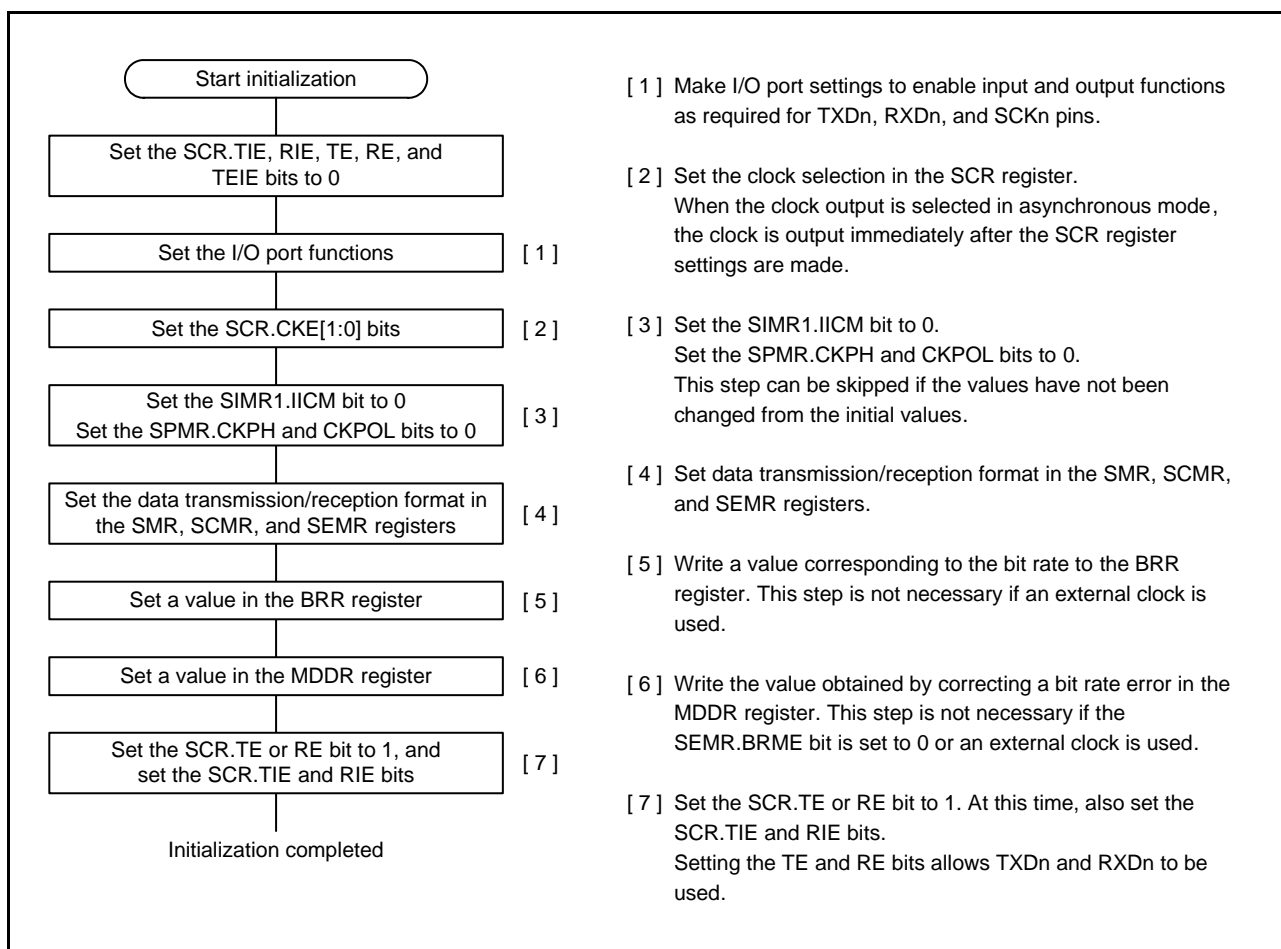 Start initialization
Set the SCR.TIE, RIE, TE, RE, and
TEIE bits to 0
Set the I/O port functions
[ 1 ]
Set the SCR.CKE[1:0] bits
[ 2 ]
Set the SIMR1.IICM bit to 0
Set the SPMR.CKPH and CKPOL bits to 0
[ 3 ]
Set the data transmission/reception format in
the SMR, SCMR, and SEMR registers
[ 4 ]
Set a value in the BRR register
[ 5 ]
Set a value in the MDDR register
[ 6 ]
Set the SCR.TE or RE bit to 1, and
set the SCR.TIE and RIE bits
[ 7 ]
Initialization completed
[ 1 ] Make I/O port settings to enable input and output functions
as required for TXDn, RXDn, and SCKn pins.
[ 2 ] Set the clock selection in the SCR register.
When the clock output is selected in asynchronous mode,
the clock is output immediately after the SCR register
settings are made.
[ 3 ] Set the SIMR1.IICM bit to 0.
Set the SPMR.CKPH and CKPOL bits to 0.
This step can be skipped if the values have not been
changed from the initial values.
[ 4 ] Set data transmission/reception format in the SMR, SCMR,
and SEMR registers.
[ 5 ] Write a value corresponding to the bit rate to the BRR
register. This step is not necessary if an external clock is
used.
[ 6 ] Write the value obtained by correcting a bit rate error in the
MDDR register. This step is not necessary if the
SEMR.BRME bit is set to 0 or an external clock is used.
[ 7 ] Set the SCR.TE or RE bit to 1. At this time, also set the
SCR.TIE and RIE bits.
Setting the TE and RE bits allows TXDn and RXDn to be
used.